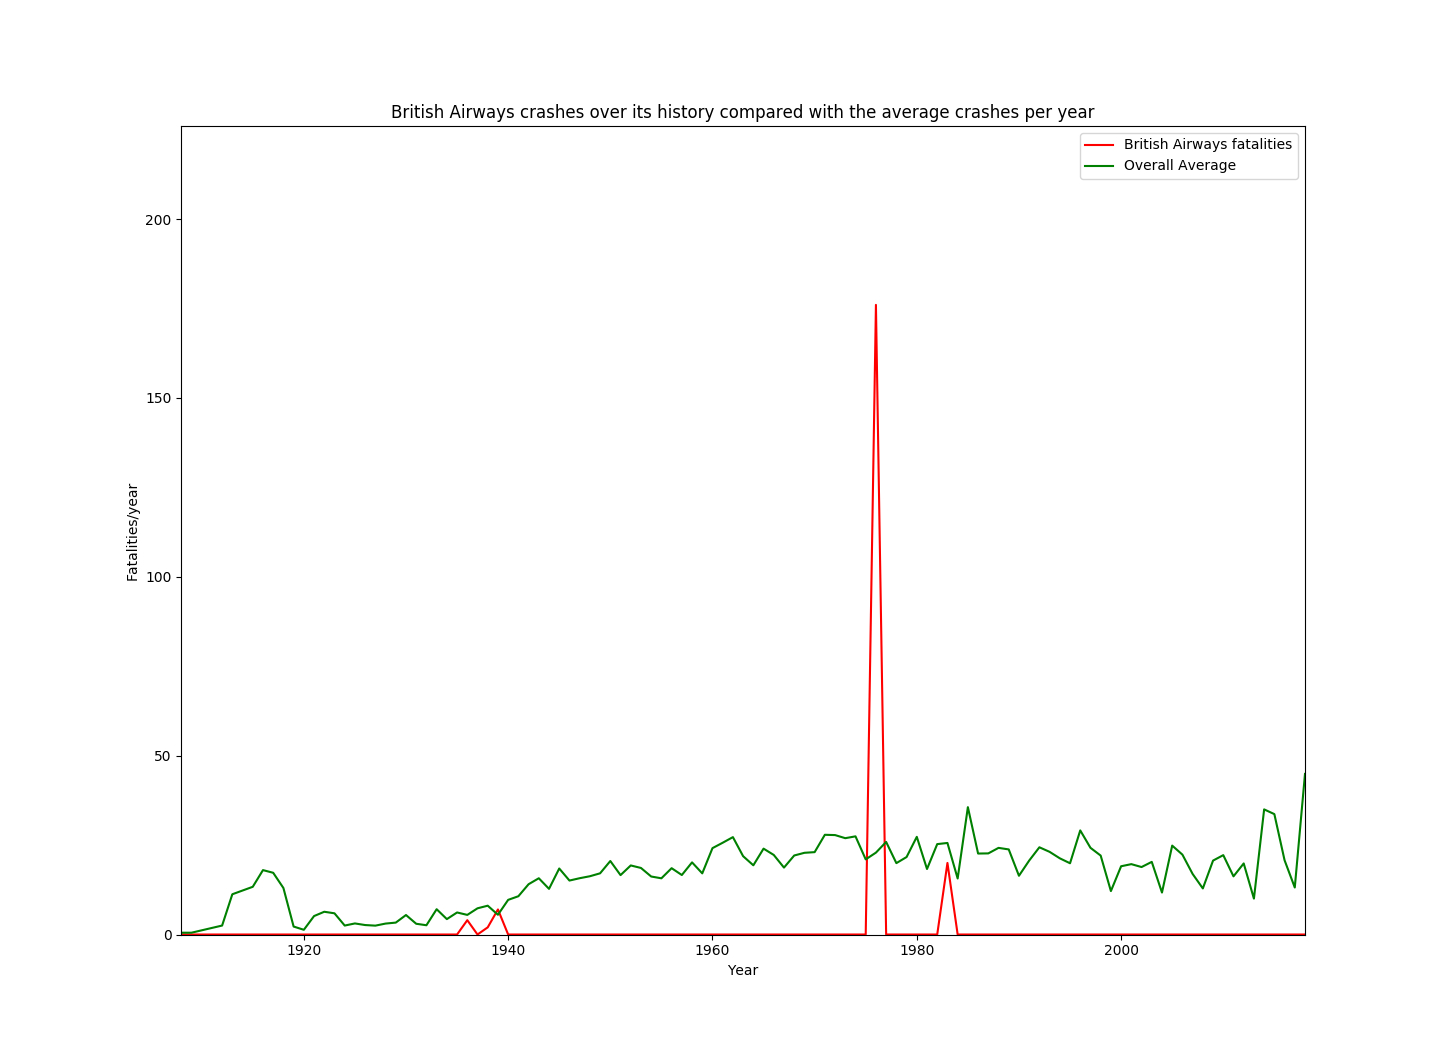 British Airways crashes over its history compared with the average crashes per year
British Airways fatalities
Overall Average
200
150
100
50
0
Fatalities/year
1920 1940 1960 1980 2000
Year